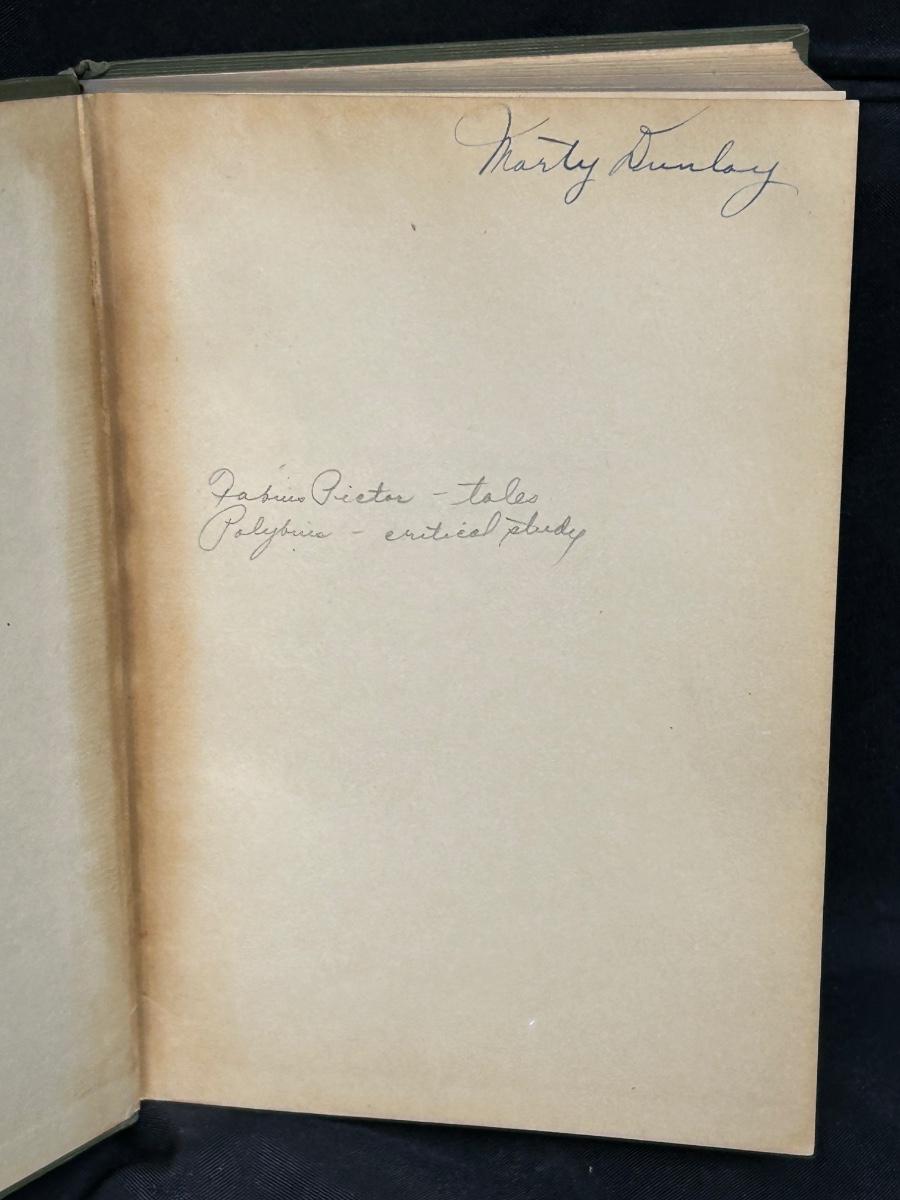 Marty Dunlay
Fabius Pictor - tales
Polybius - critical study